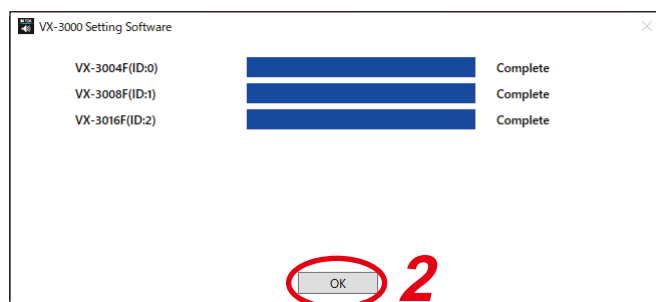 VX-3000 Setting Software
VX-3004F(ID:0) Complete
VX-3008F(ID:1) Complete
VX-3016F(ID:2) Complete
OK 2